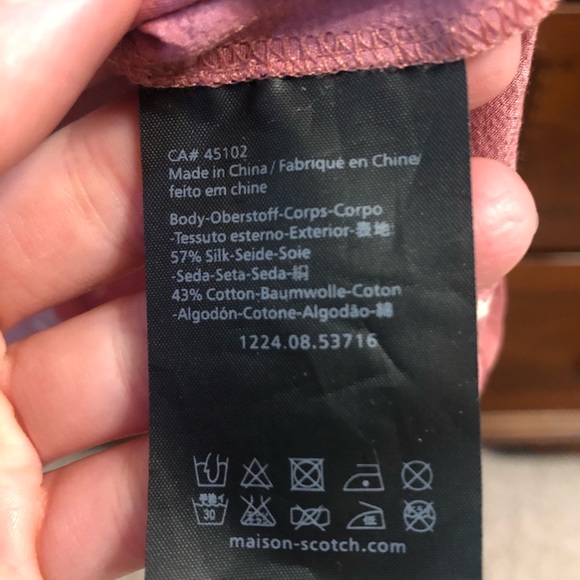 CA# 45102
Made in China / Fabriqué en Chine/
feito em chine
Body-Oberstoff-Corps-Corpo
-Tessuto esterno-Exterior-表地
57% Silk-Seide-Soie
-Seda-Seta-Seda-絹
43% Cotton-Baumwolle-Coton
-Algodón-Cotone-Algodão-綿
1224.08.53716
30
maison-scotch.com